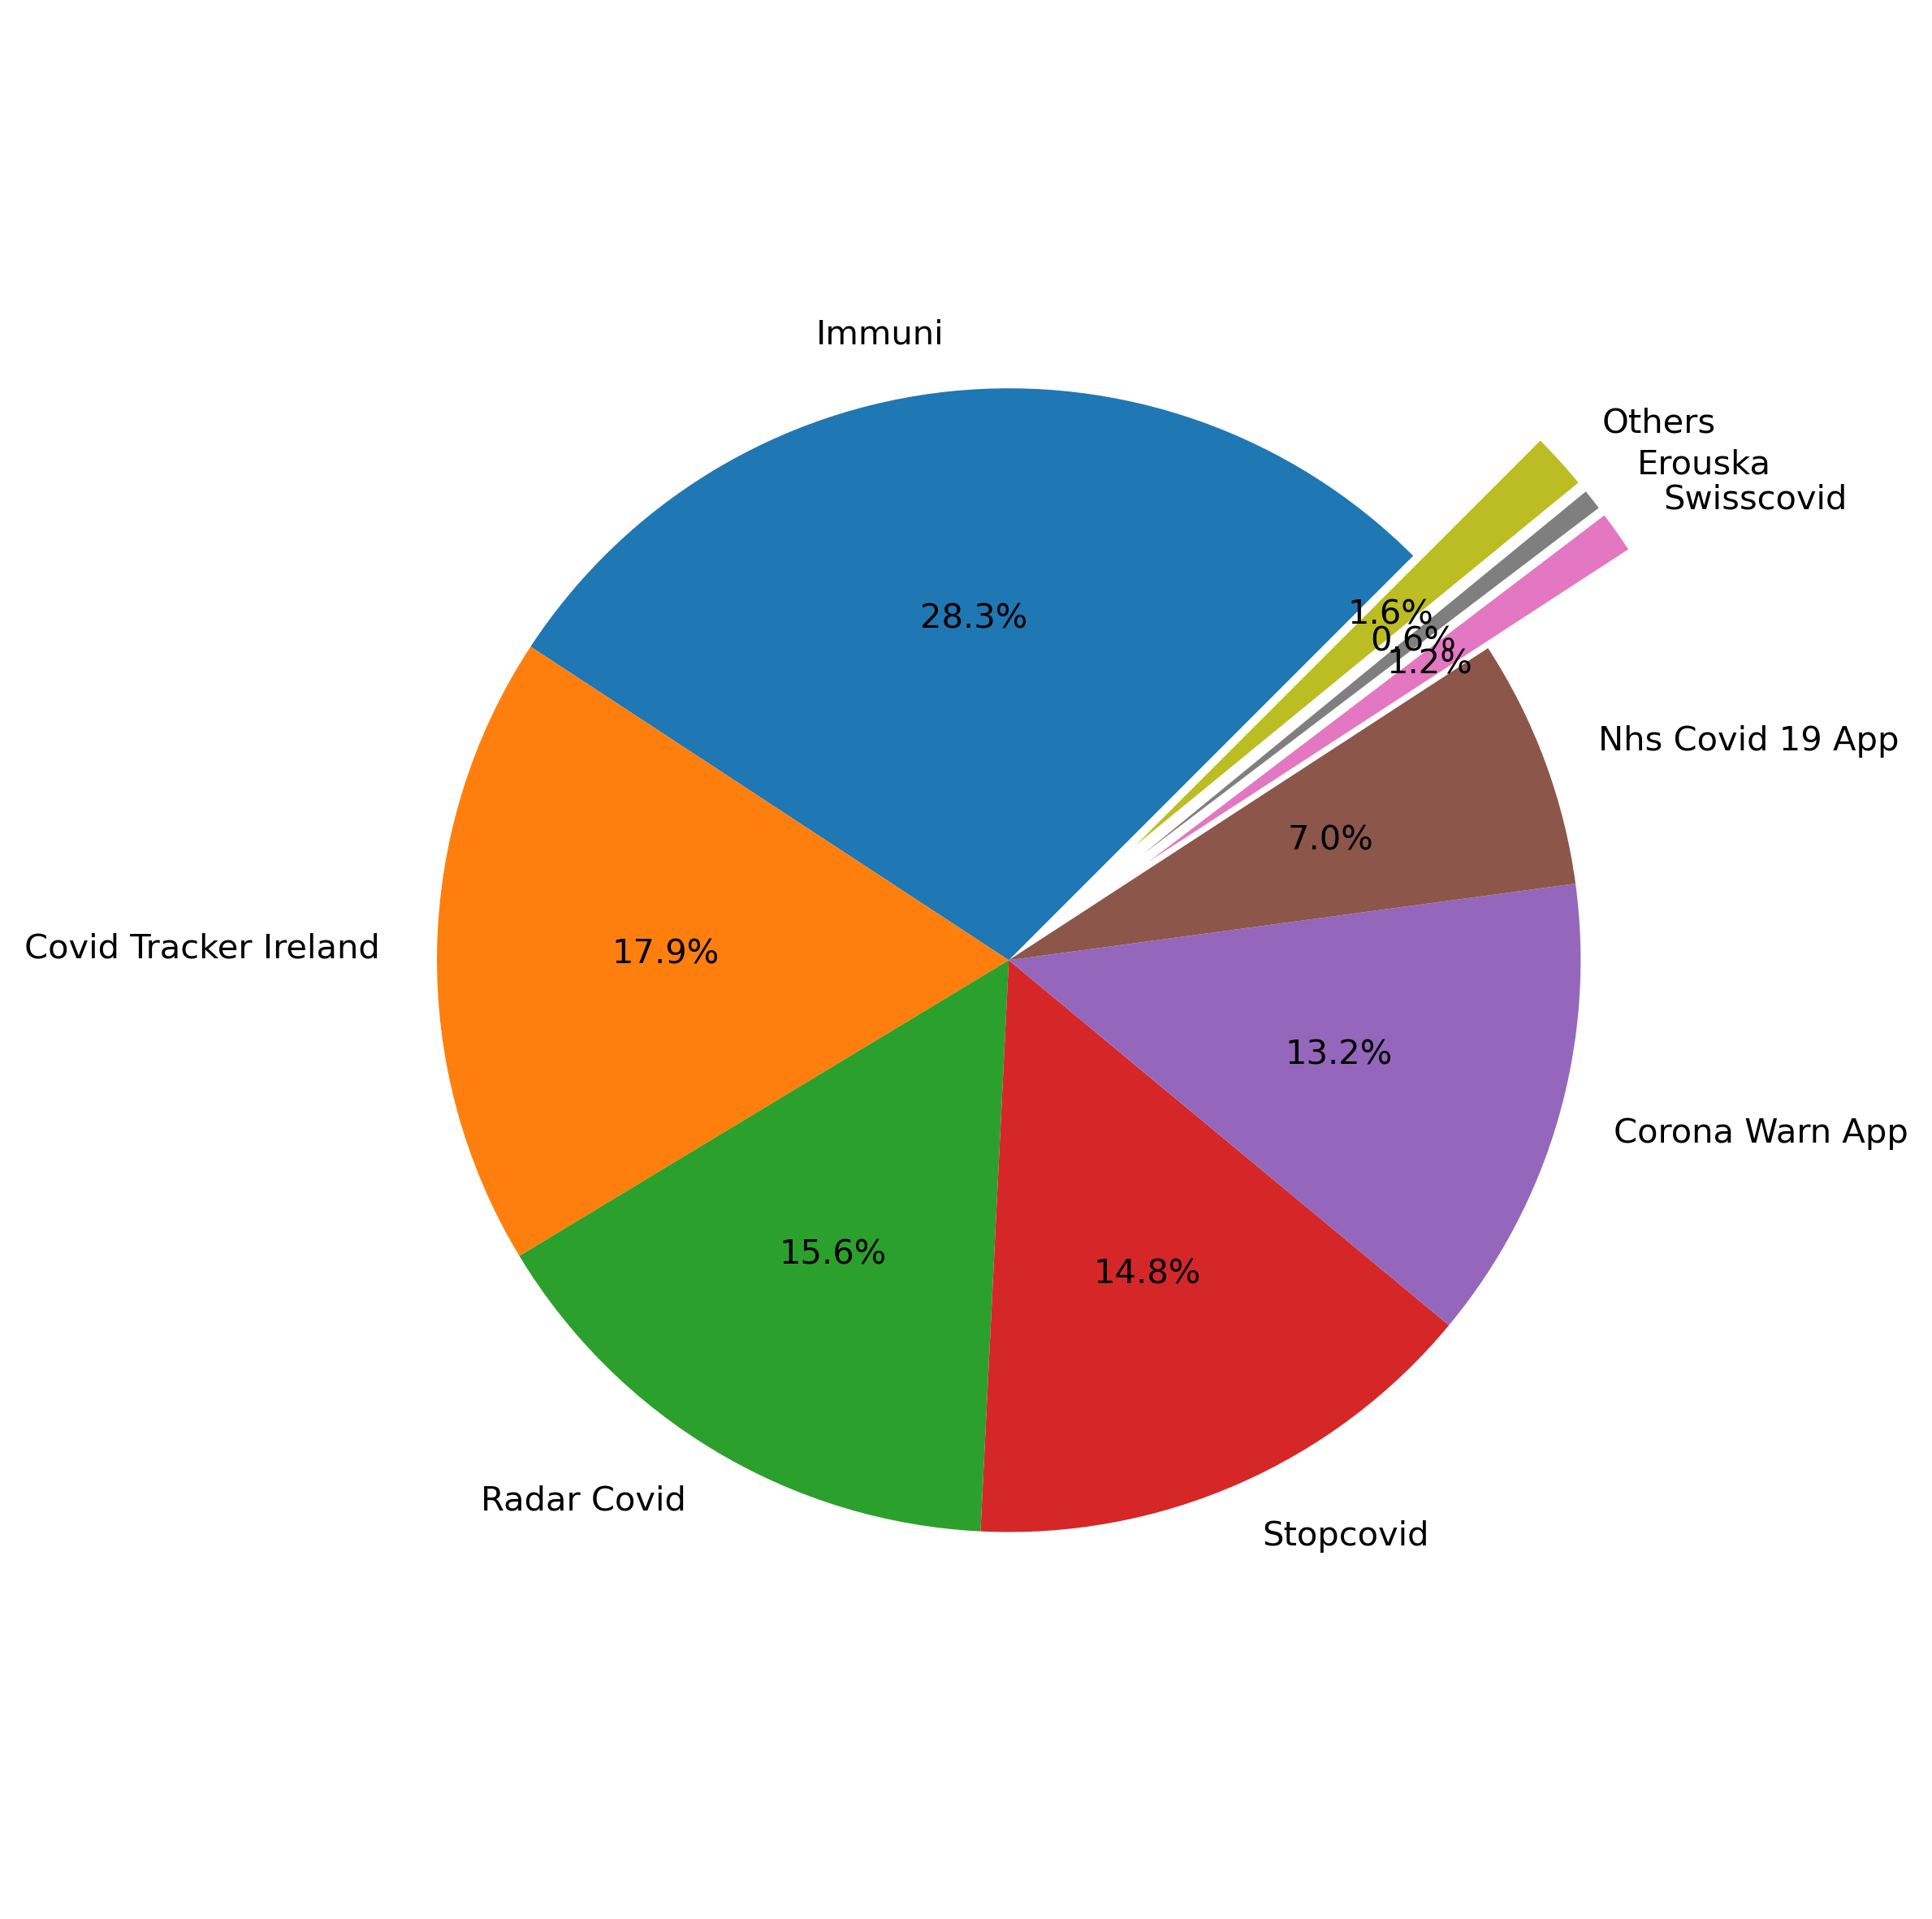 Immuni
Others
Erouska
Swisscovid
1.6%
28.3%
0.6%
1.2%
Nhs Covid 19 App
7.0%
Covid Tracker Ireland
17.9%
13.2%
Corona Warn App
15.6%
14.8%
Radar Covid
Stopcovid